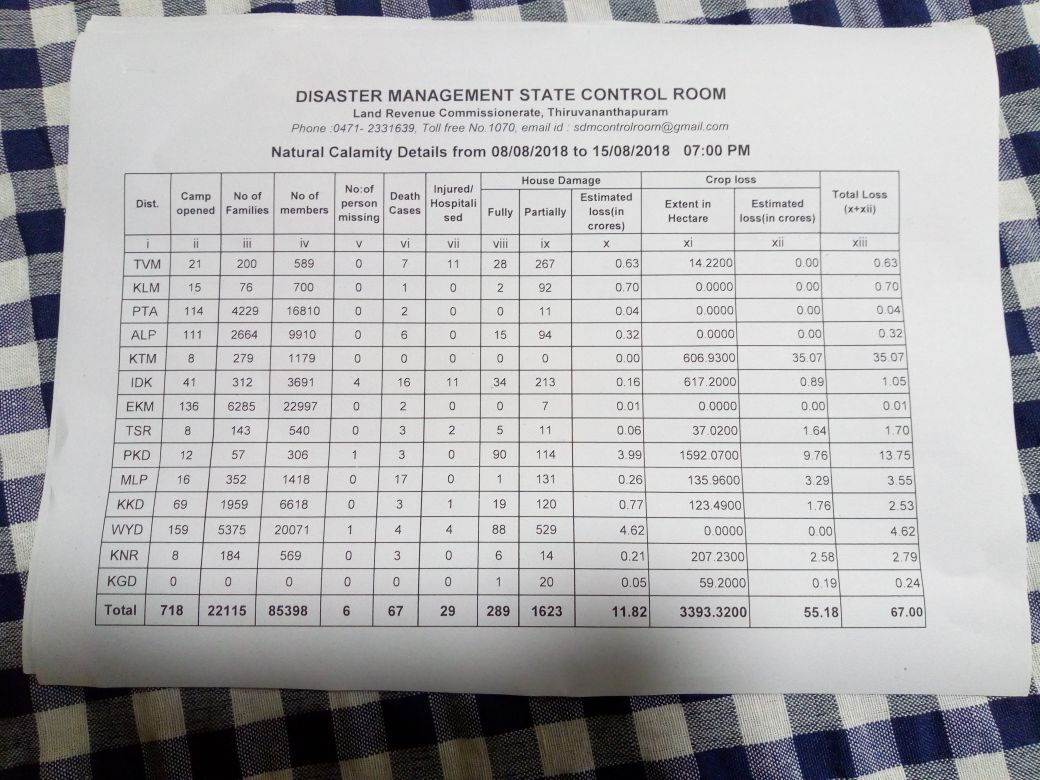 DISASTER MANAGEMENT STATE CONTROL ROOM
Land Revenue Commissionerate, Thiruvananthapuram
Phone :0471- 2331639, Toll free No.1070, email id : sdmcontrolroom@gmail.com
Natural Calamity Details from 08/08/2018 to 15/08/2018 07:00 PM
Dist. Camp opened No of Families No of members No:of person missing Death Cases Injured/ Hospitali sed House Damage Fully Partially Estimated loss(in crores) Crop loss Extent in Hectare Estimated loss(in crores) Total Loss (x+xii)
i ii iii iv v vi vii viii ix x xi xii xiii
TVM 21 200 589 0 7 11 28 267 0.63 14.2200 0.00 0.63
KLM 15 76 700 0 1 0 2 92 0.70 0.0000 0.00 0.70
PTA 114 4229 16810 0 2 0 0 11 0.04 0.0000 0.00 0.04
ALP 111 2664 9910 0 6 0 15 94 0.32 0.0000 0.00 0.32
KTM 8 279 1179 0 0 0 0 0 0.00 606.9300 35.07 35.07
IDK 41 312 3691 4 16 11 34 213 0.16 617.2000 0.89 1.05
EKM 136 6285 22997 0 2 0 0 7 0.01 0.0000 0.00 0.01
TSR 8 143 540 0 3 2 5 11 0.06 37.0200 1.64 1.70
PKD 12 57 306 1 3 0 90 114 3.99 1592.0700 9.76 13.75
MLP 16 352 1418 0 17 0 1 131 0.26 135.9600 3.29 3.55
KKD 69 1959 6618 0 3 1 19 120 0.77 123.4900 1.76 2.53
WYD 159 5375 20071 1 4 4 88 529 4.62 0.0000 0.00 4.62
KNR 8 184 569 0 3 0 6 14 0.21 207.2300 2.58 2.79
KGD 0 0 0 0 0 0 1 20 0.05 59.2000 0.19 0.24
Total 718 22115 85398 6 67 29 289 1623 11.82 3393.3200 55.18 67.00